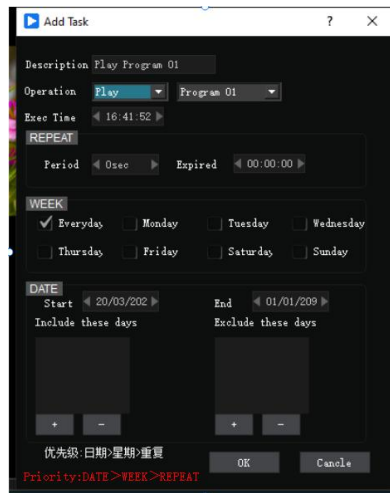 Add Task ? ×
Description Play Program 01
Operation Play Program 01
Exec Time 16:41:52
REPEAT
Period 0sec Expired 00:00:00
WEEK
Everyday Monday Tuesday Wednesday
Thursday Friday Saturday Sunday
DATE
Start 20/03/202 End 01/01/209
Include these days Exclude these days
+ - + -
优先级:日期>星期>重复
OK Cancle
Priority:DATE>WEEK>REPEAT